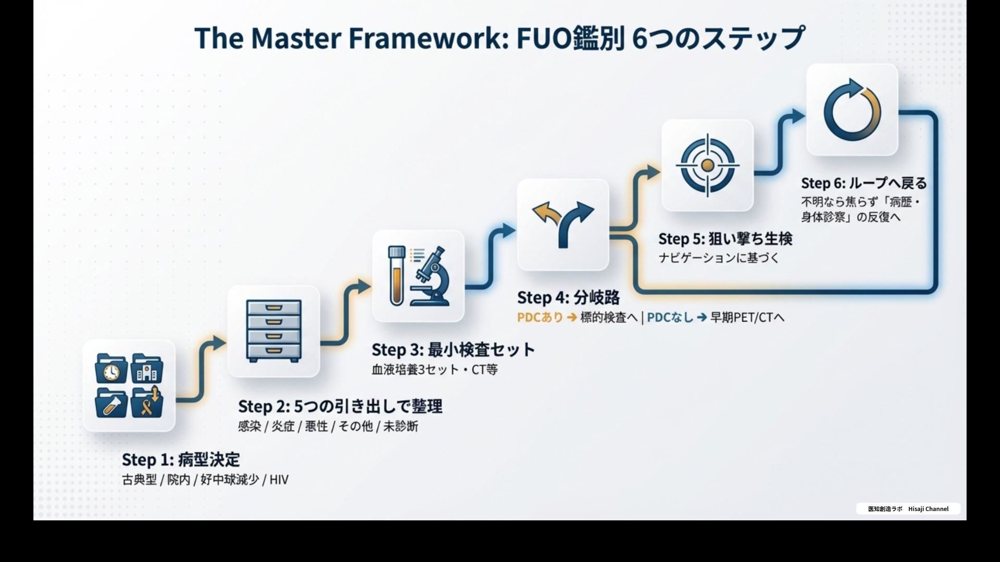 The Master Framework: FUO鑑別 6つのステップ
Step 1: 病型決定
古典型 / 院内 / 好中球減少 / HIV
Step 2: 5つの引き出しで整理
感染 / 炎症 / 悪性 / その他 / 未診断
Step 3: 最小検査セット
血液培養3セット・CT等
Step 4: 分岐路
PDCあり ➔ 標的検査へ | PDCなし ➔ 早期PET/CTへ
Step 5: 狙い撃ち生検
ナビゲーションに基づく
Step 6: ループへ戻る
不明なら焦らず「病歴・
身体診察」の反復へ
医知創造ラボ Hisaji Channel